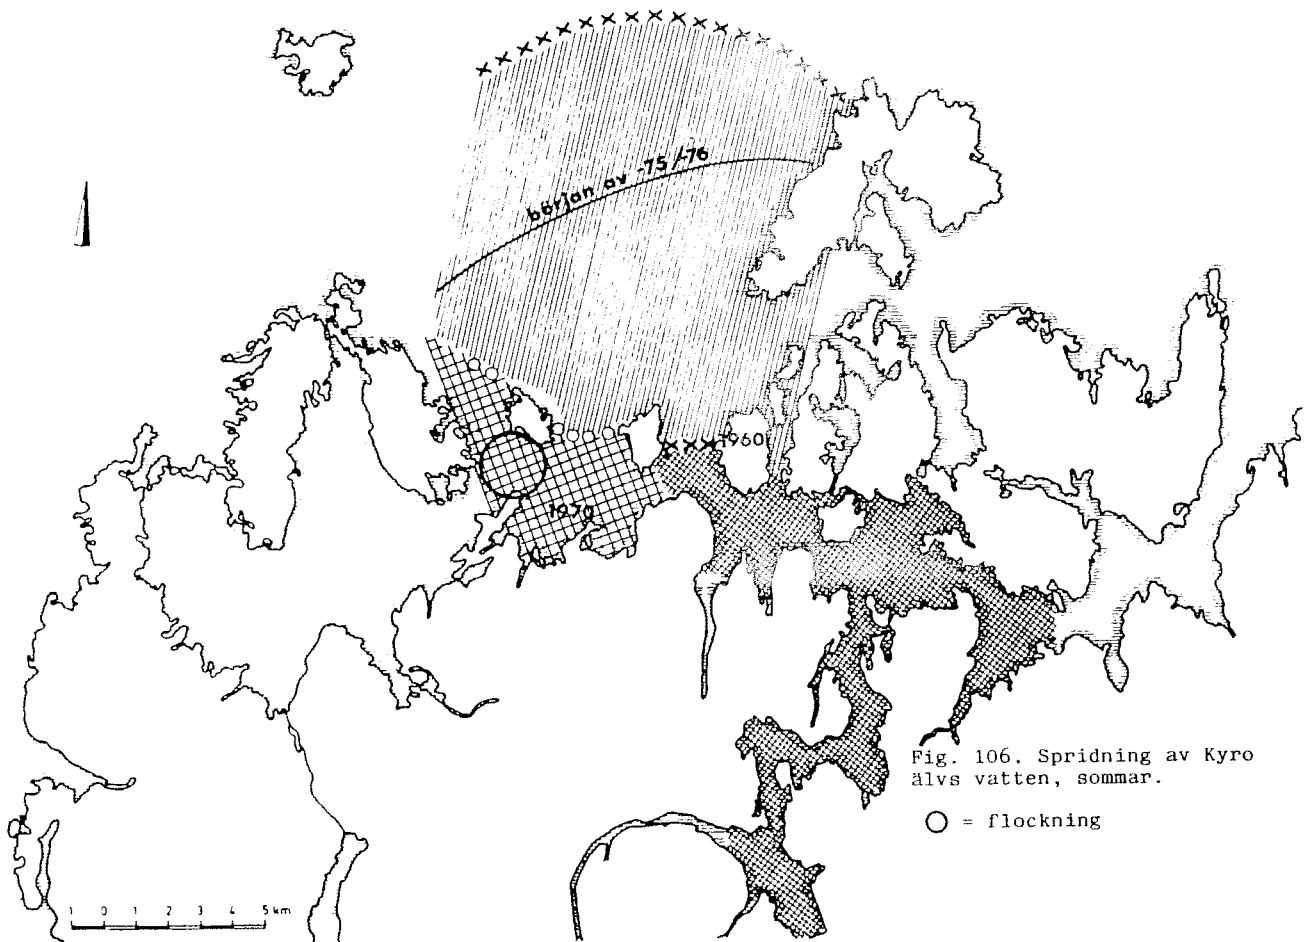 början av -75/-76
1960
1970
Fig. 106. Spridning av Kyro
älvs vatten, sommar.
= flockning
1 0 1 2 3 4 5 km